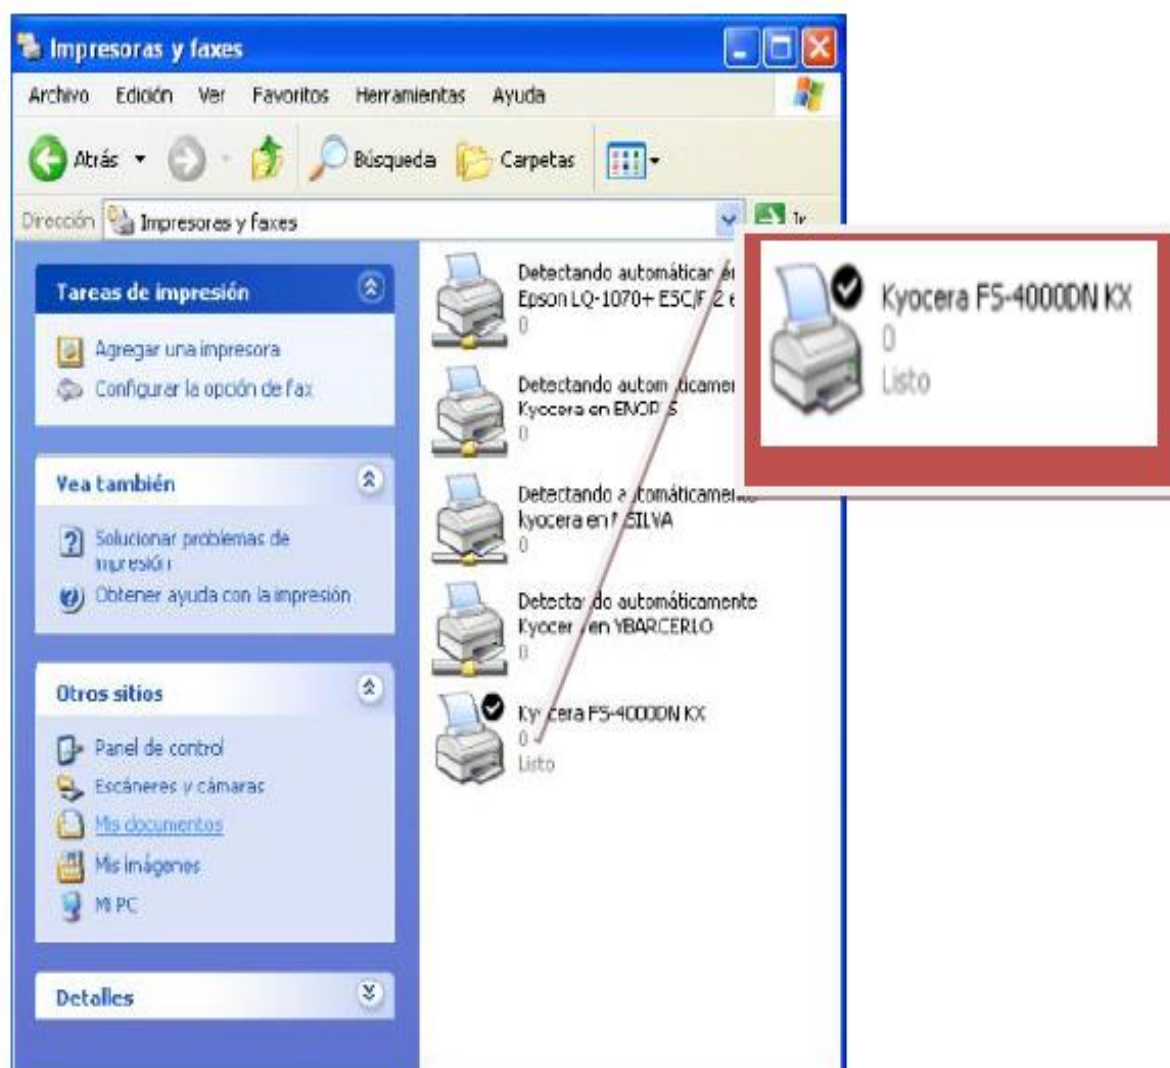 Impresoras y faxes
Archivo Edición Ver Favoritos Herramientas Ayuda
Atrás Búsqueda Carpetas
Dirección Impresoras y faxes Ir
Tareas de impresión
Agregar una impresora
Configurar la opción de fax
Vea también
Solucionar problemas de
impresión
Obtener ayuda con la impresión
Otros sitios
Panel de control
Escáneres y cámaras
Mis documentos
Mis imágenes
Mi PC
Detalles
Detectando
Epson LQ-1070+
0
Detectando
Kyocera en
0
Detectando
kyocera en
0
automáticamente
YBARCERLO
0
Kyocera FS-4000DN KX
0
Listo
Kyocera FS-4000DN KX
0
Listo